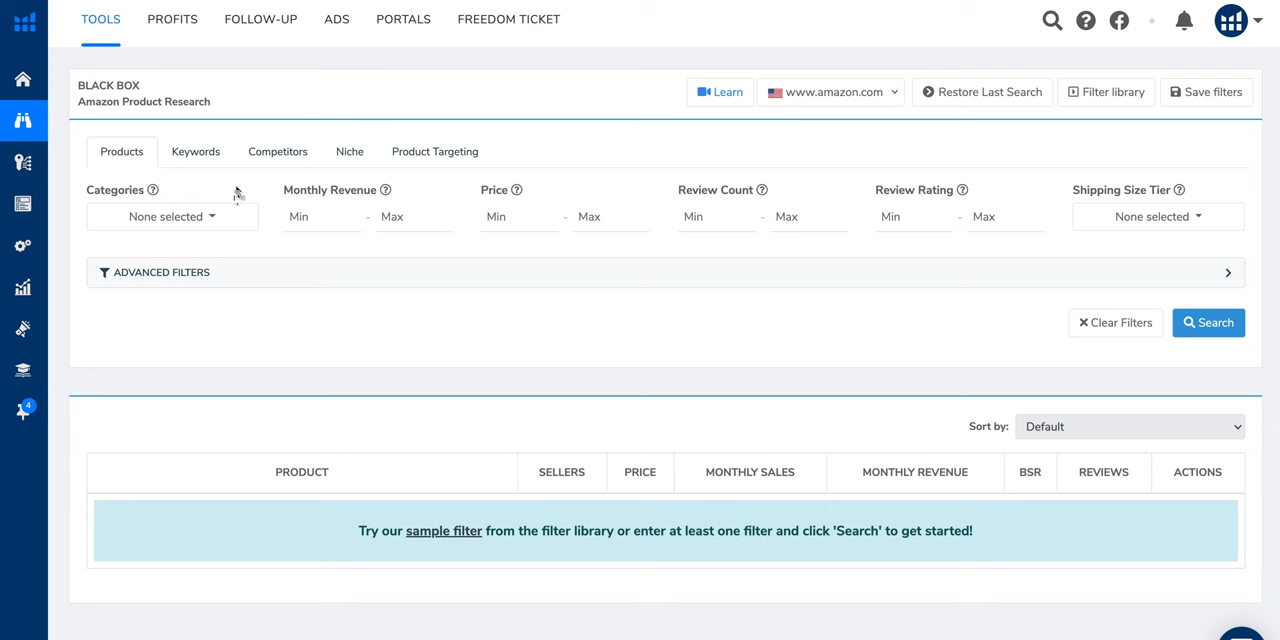 TOOLS PROFITS FOLLOW-UP ADS PORTALS FREEDOM TICKET
BLACK BOX
Amazon Product Research
Learn www.amazon.com Restore Last Search Filter library Save filters
Products Keywords Competitors Niche Product Targeting
Categories Monthly Revenue Price Review Count Review Rating Shipping Size Tier
None selected Min - Max Min - Max Min - Max Min - Max None selected
ADVANCED FILTERS
Clear Filters Search
4
Sort by: Default
PRODUCT SELLERS PRICE MONTHLY SALES MONTHLY REVENUE BSR REVIEWS ACTIONS
Try our sample filter from the filter library or enter at least one filter and click 'Search' to get started!